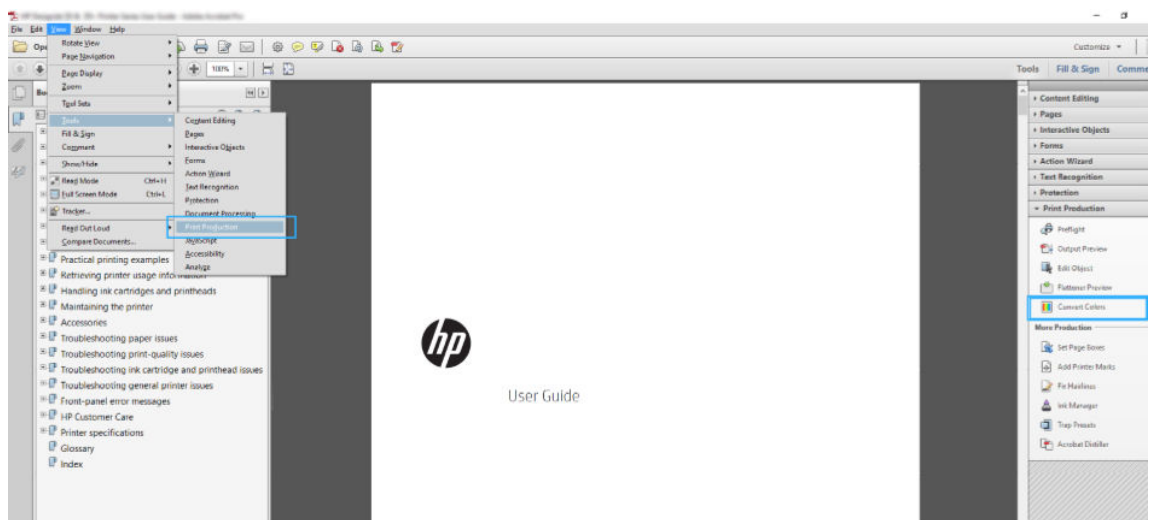 File Edit View Window Help
Customize
100%
Tools Fill & Sign Comme
Rotate View
Page Navigation
Page Display
Zoom
Tool Sets
Tools
Fill & Sign
Comment
Show/Hide
Read Mode Ctrl+H
Full Screen Mode Ctrl+L
Tracker...
Read Out Loud
Compare Documents...
Content Editing
Pages
Interactive Objects
Forms
Action Wizard
Text Recognition
Protection
Document Processing
Print Production
JavaScript
Accessibility
Analyze
Practical printing examples
Retrieving printer usage information
Handling ink cartridges and printheads
Maintaining the printer
Accessories
Troubleshooting paper issues
Troubleshooting print-quality issues
Troubleshooting ink cartridge and printhead issues
Troubleshooting general printer issues
Front-panel error messages
HP Customer Care
Printer specifications
Glossary
Index
hp
User Guide
Content Editing
Pages
Interactive Objects
Forms
Action Wizard
Text Recognition
Protection
Print Production
Preflight
Output Preview
Edit Object
Flattener Preview
Convert Colors
More Production
Set Page Boxes
Add Printer Marks
Fix Hairlines
Ink Manager
Trap Presets
Acrobat Distiller